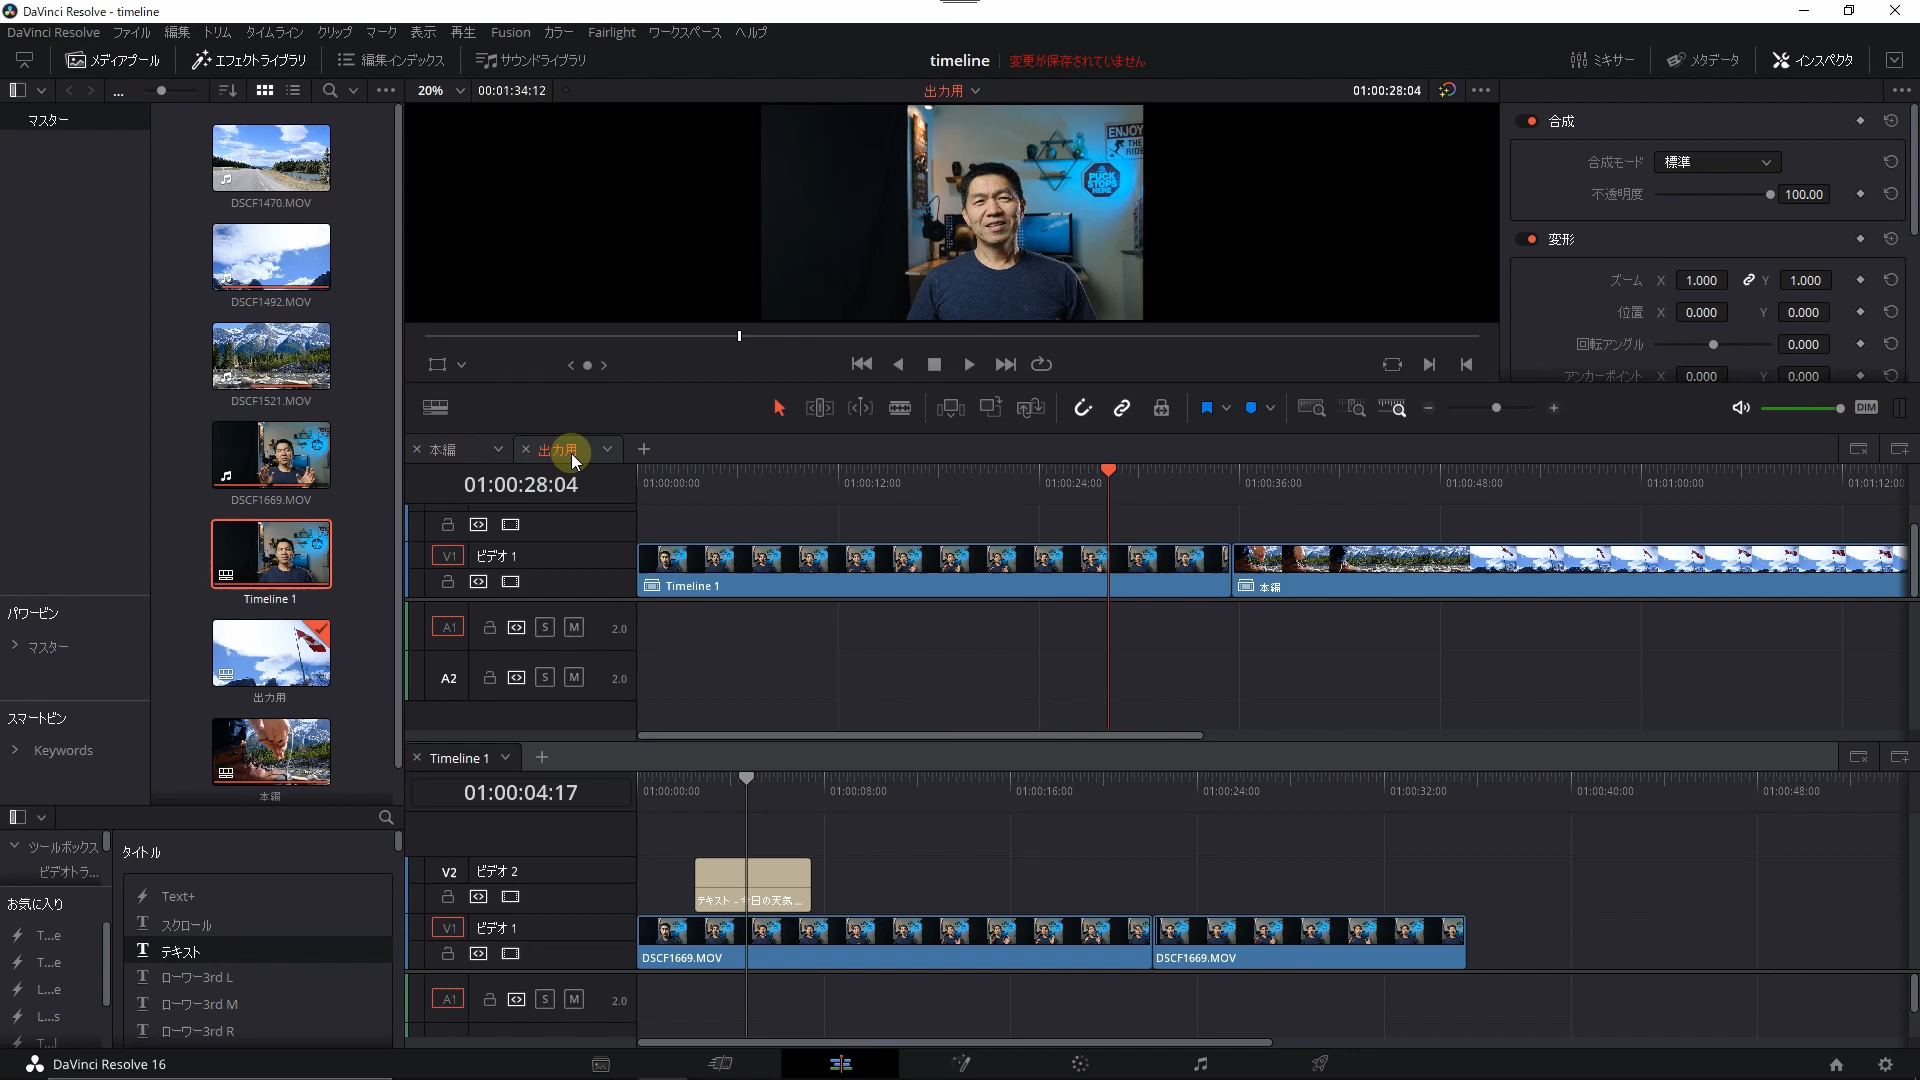 DaVinci Resolve - timeline
DaVinci Resolve ファイル 編集 トリム タイムライン クリップ マーク 表示 再生 Fusion カラー Fairlight ワークスペース ヘルプ
メディアプール エフェクトライブラリ 編集インデックス サウンドライブラリ timeline 変更が保存されていません ミキサー メタデータ インスペクタ
... 20% 00:01:34:12 出力用 01:00:28:04
マスター
DSCF1470.MOV
DSCF1492.MOV
DSCF1521.MOV
DSCF1669.MOV
Timeline 1
出力用
本編
パワービン
マスター
スマートビン
Keywords
ENJOY
THE
RIDE
PUCK
STOPS
HERE
合成
合成モード 標準
不透明度 100.00
変形
ズーム X 1.000 Y 1.000
位置 X 0.000 Y 0.000
回転アングル 0.000
アンカーポイント X 0.000 Y 0.000
DIM
本編 出力用
01:00:28:04 01:00:00:00 01:00:12:00 01:00:24:00 01:00:36:00 01:00:48:00 01:01:00:00 01:01:12:00
V1 ビデオ 1
Timeline 1 本編
A1 S M 2.0
A2 S M 2.0
Timeline 1
01:00:04:17 01:00:00:00 01:00:08:00 01:00:16:00 01:00:24:00 01:00:32:00 01:00:40:00 01:00:48:00
V2 ビデオ 2
テキスト - 今日の天気...
V1 ビデオ 1
DSCF1669.MOV DSCF1669.MOV
A1 S M 2.0
ツールボックス
ビデオトラ...
お気に入り
T...e
T...e
L...e
L...s
T...l
タイトル
Text+
スクロール
テキスト
ローワー3rd L
ローワー3rd M
ローワー3rd R
DaVinci Resolve 16